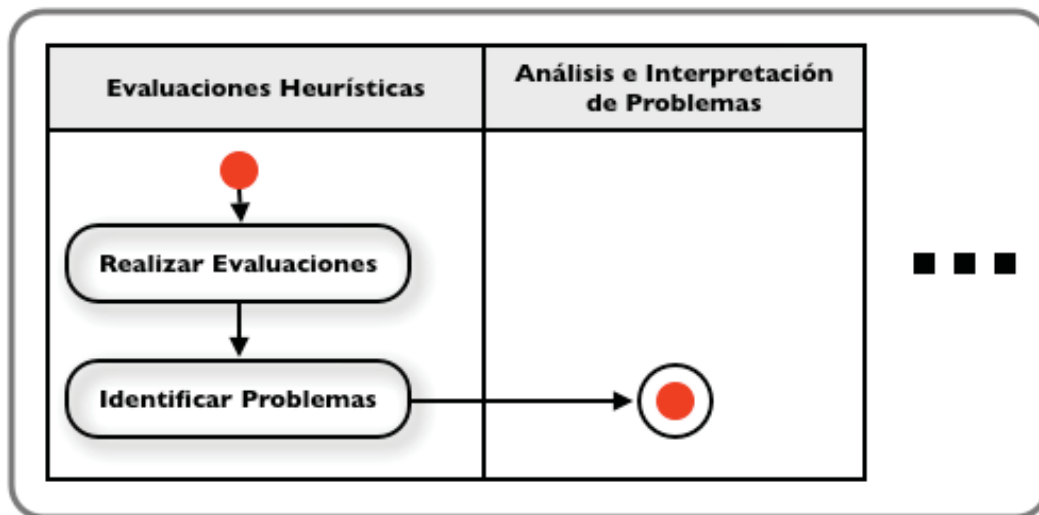 Evaluaciones Heurísticas
Análisis e Interpretación
de Problemas
Realizar Evaluaciones
Identificar Problemas